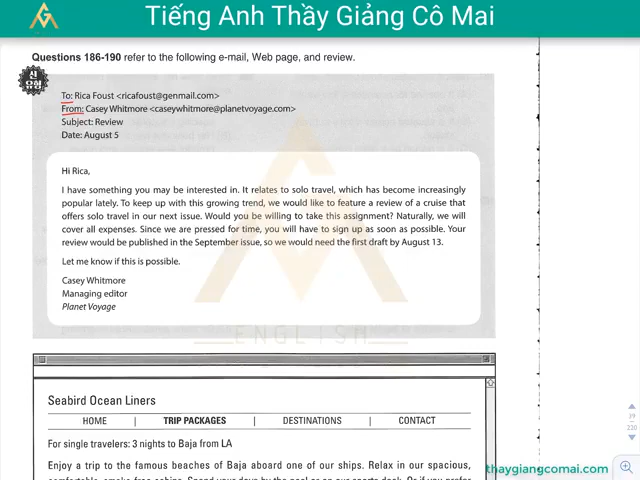 Tiếng Anh Thầy Giảng Cô Mai
Questions 186-190 refer to the following e-mail, Web page, and review.
To: Rica Foust <ricafoust@genmail.com>
From: Casey Whitmore <caseywhitmore@planetvoyage.com>
Subject: Review
Date: August 5
Hi Rica,
I have something you may be interested in. It relates to solo travel, which has become increasingly
popular lately. To keep up with this growing trend, we would like to feature a review of a cruise that
offers solo travel in our next issue. Would you be willing to take this assignment? Naturally, we will
cover all expenses. Since we are pressed for time, you will have to sign up as soon as possible. Your
review would be published in the September issue, so we would need the first draft by August 13.
Let me know if this is possible.
Casey Whitmore
Managing editor
Planet Voyage
ENGLISH
Seabird Ocean Liners
HOME | TRIP PACKAGES | DESTINATIONS | CONTACT
For single travelers: 3 nights to Baja from LA
Enjoy a trip to the famous beaches of Baja aboard one of our ships. Relax in our spacious,
39
220
thaygiangcomai.com